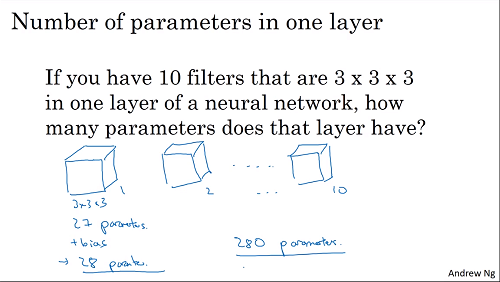 Number of parameters in one layer
If you have 10 filters that are 3 x 3 x 3
in one layer of a neural network, how
many parameters does that layer have?
1 2 ... 10
3x3x3
27 parameters.
+bias
→ 28 parameters.
280 parameters.
Andrew Ng